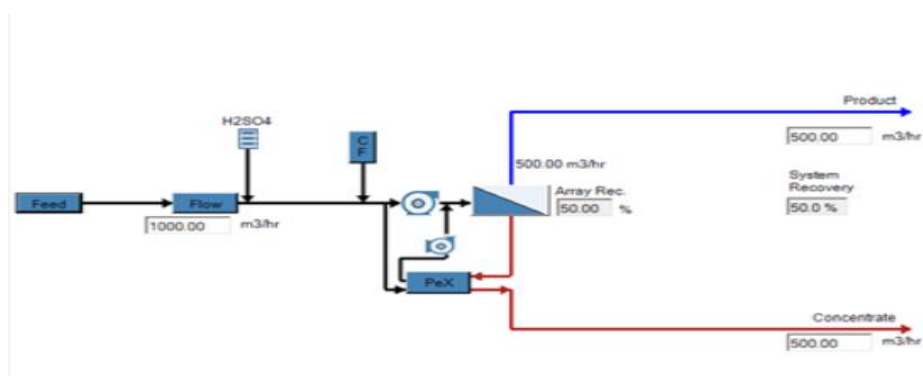 Product
500.00 m3/hr
H2SO4
CF
500.00 m3/hr
System
Recovery
50.0 %
Array Rec.
50.00 %
Feed
Flow
1000.00 m3/hr
PeX
Concentrate
500.00 m3/hr